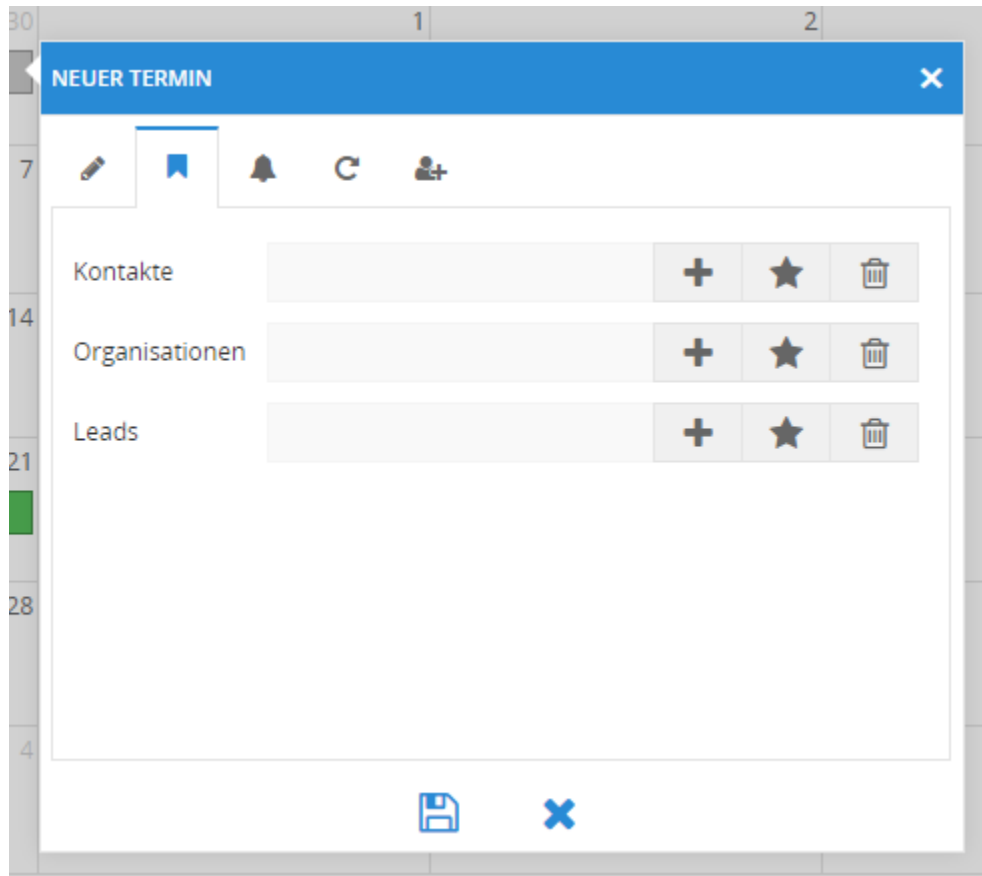 30 1 2
NEUER TERMIN
7
Kontakte
14
Organisationen
Leads
21
28
4